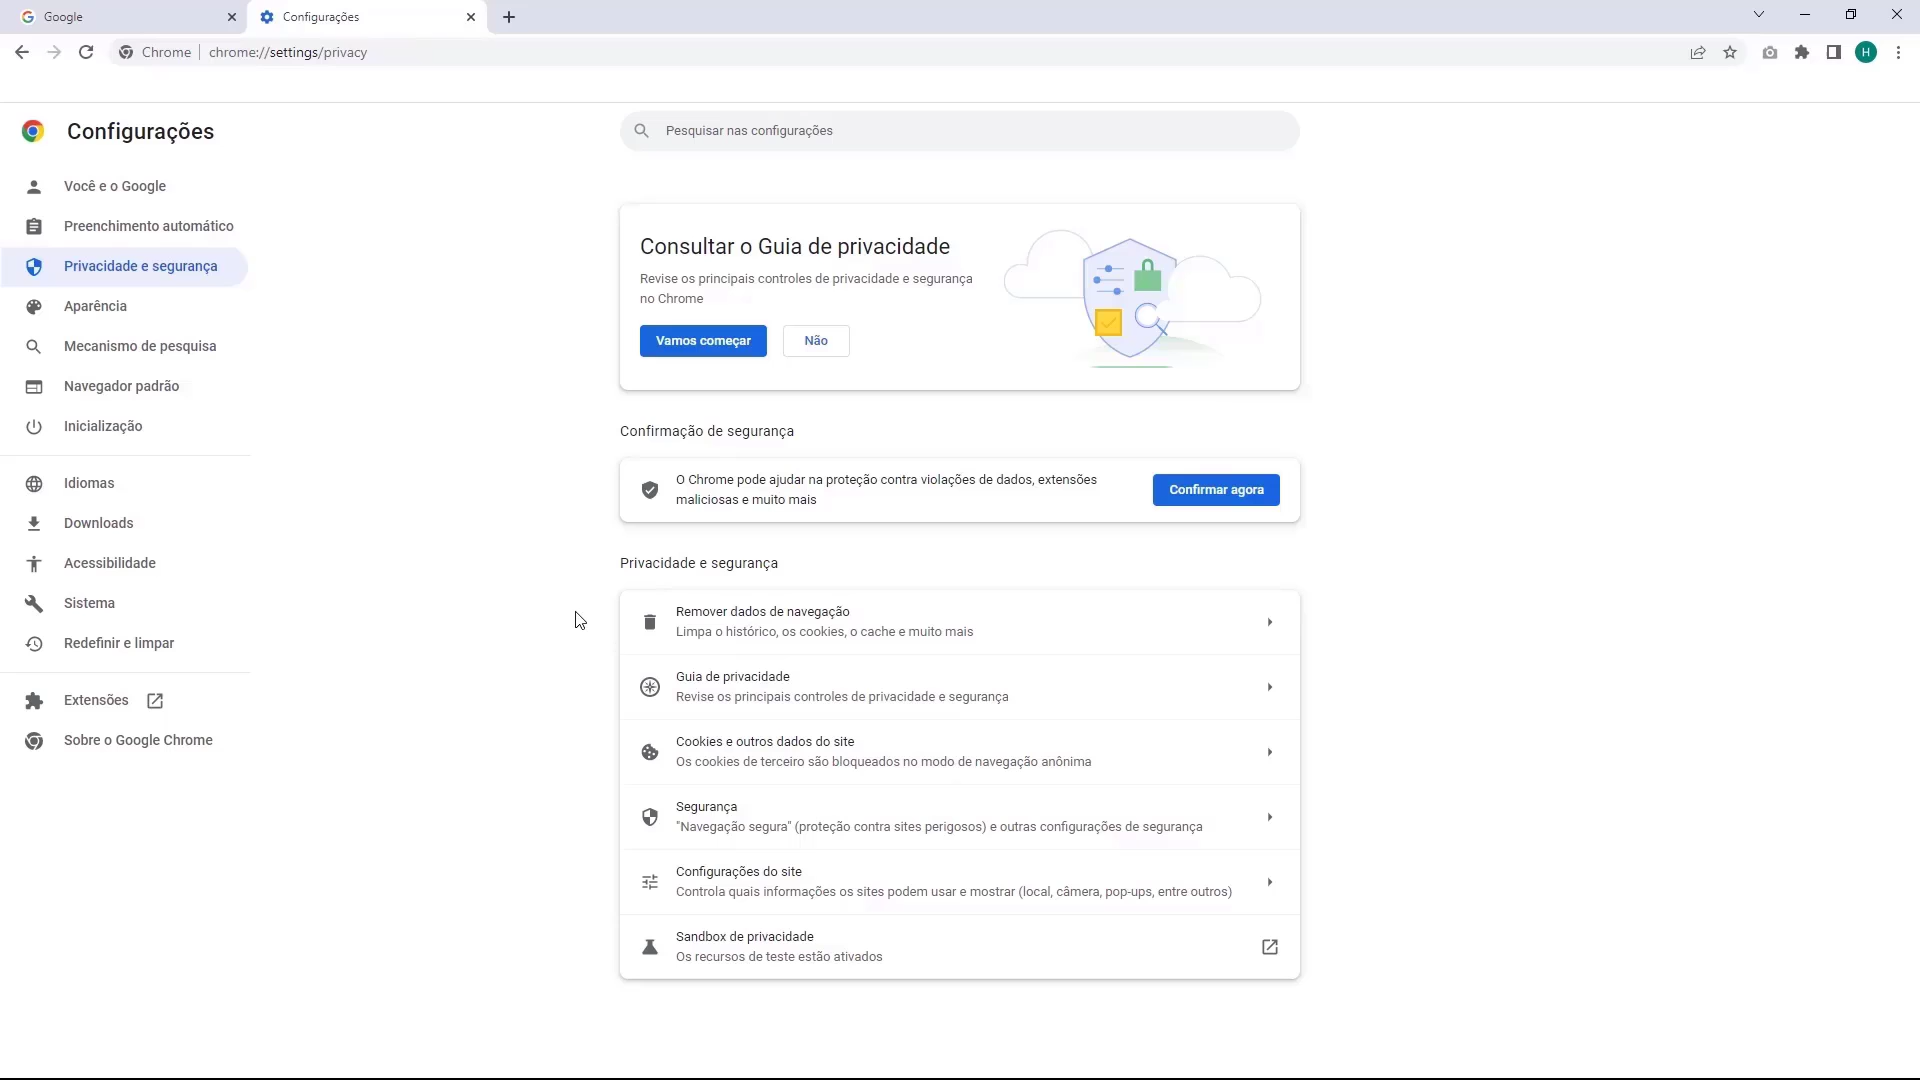 Google
Configurações
Chrome
chrome://settings/privacy
H
Configurações
Pesquisar nas configurações
Você e o Google
Preenchimento automático
Privacidade e segurança
Aparência
Mecanismo de pesquisa
Navegador padrão
Inicialização
Idiomas
Downloads
Acessibilidade
Sistema
Redefinir e limpar
Extensões
Sobre o Google Chrome
Consultar o Guia de privacidade
Revise os principais controles de privacidade e segurança
no Chrome
Vamos começar
Não
Confirmação de segurança
O Chrome pode ajudar na proteção contra violações de dados, extensões
maliciosas e muito mais
Confirmar agora
Privacidade e segurança
Remover dados de navegação
Limpa o histórico, os cookies, o cache e muito mais
Guia de privacidade
Revise os principais controles de privacidade e segurança
Cookies e outros dados do site
Os cookies de terceiro são bloqueados no modo de navegação anônima
Segurança
"Navegação segura" (proteção contra sites perigosos) e outras configurações de segurança
Configurações do site
Controla quais informações os sites podem usar e mostrar (local, câmera, pop-ups, entre outros)
Sandbox de privacidade
Os recursos de teste estão ativados